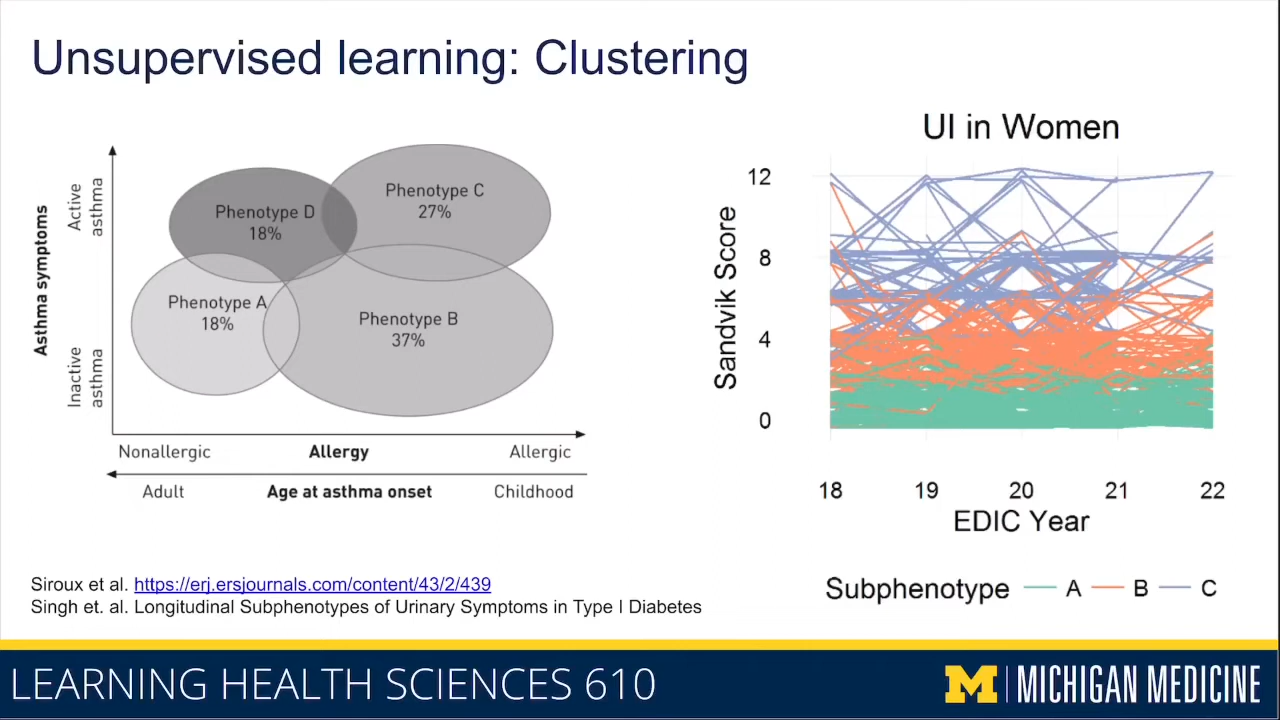 Unsupervised learning: Clustering
Asthma symptoms
Active
asthma
Inactive
asthma
Phenotype D
18%
Phenotype C
27%
Phenotype A
18%
Phenotype B
37%
Nonallergic
Allergy
Allergic
Adult
Age at asthma onset
Childhood
UI in Women
Sandvik Score
12
8
4
0
18
19
20
21
22
EDIC Year
Subphenotype
A
B
C
Siroux et al. https://erj.ersjournals.com/content/43/2/439
Singh et. al. Longitudinal Subphenotypes of Urinary Symptoms in Type I Diabetes
LEARNING HEALTH SCIENCES 610
M
MICHIGAN MEDICINE